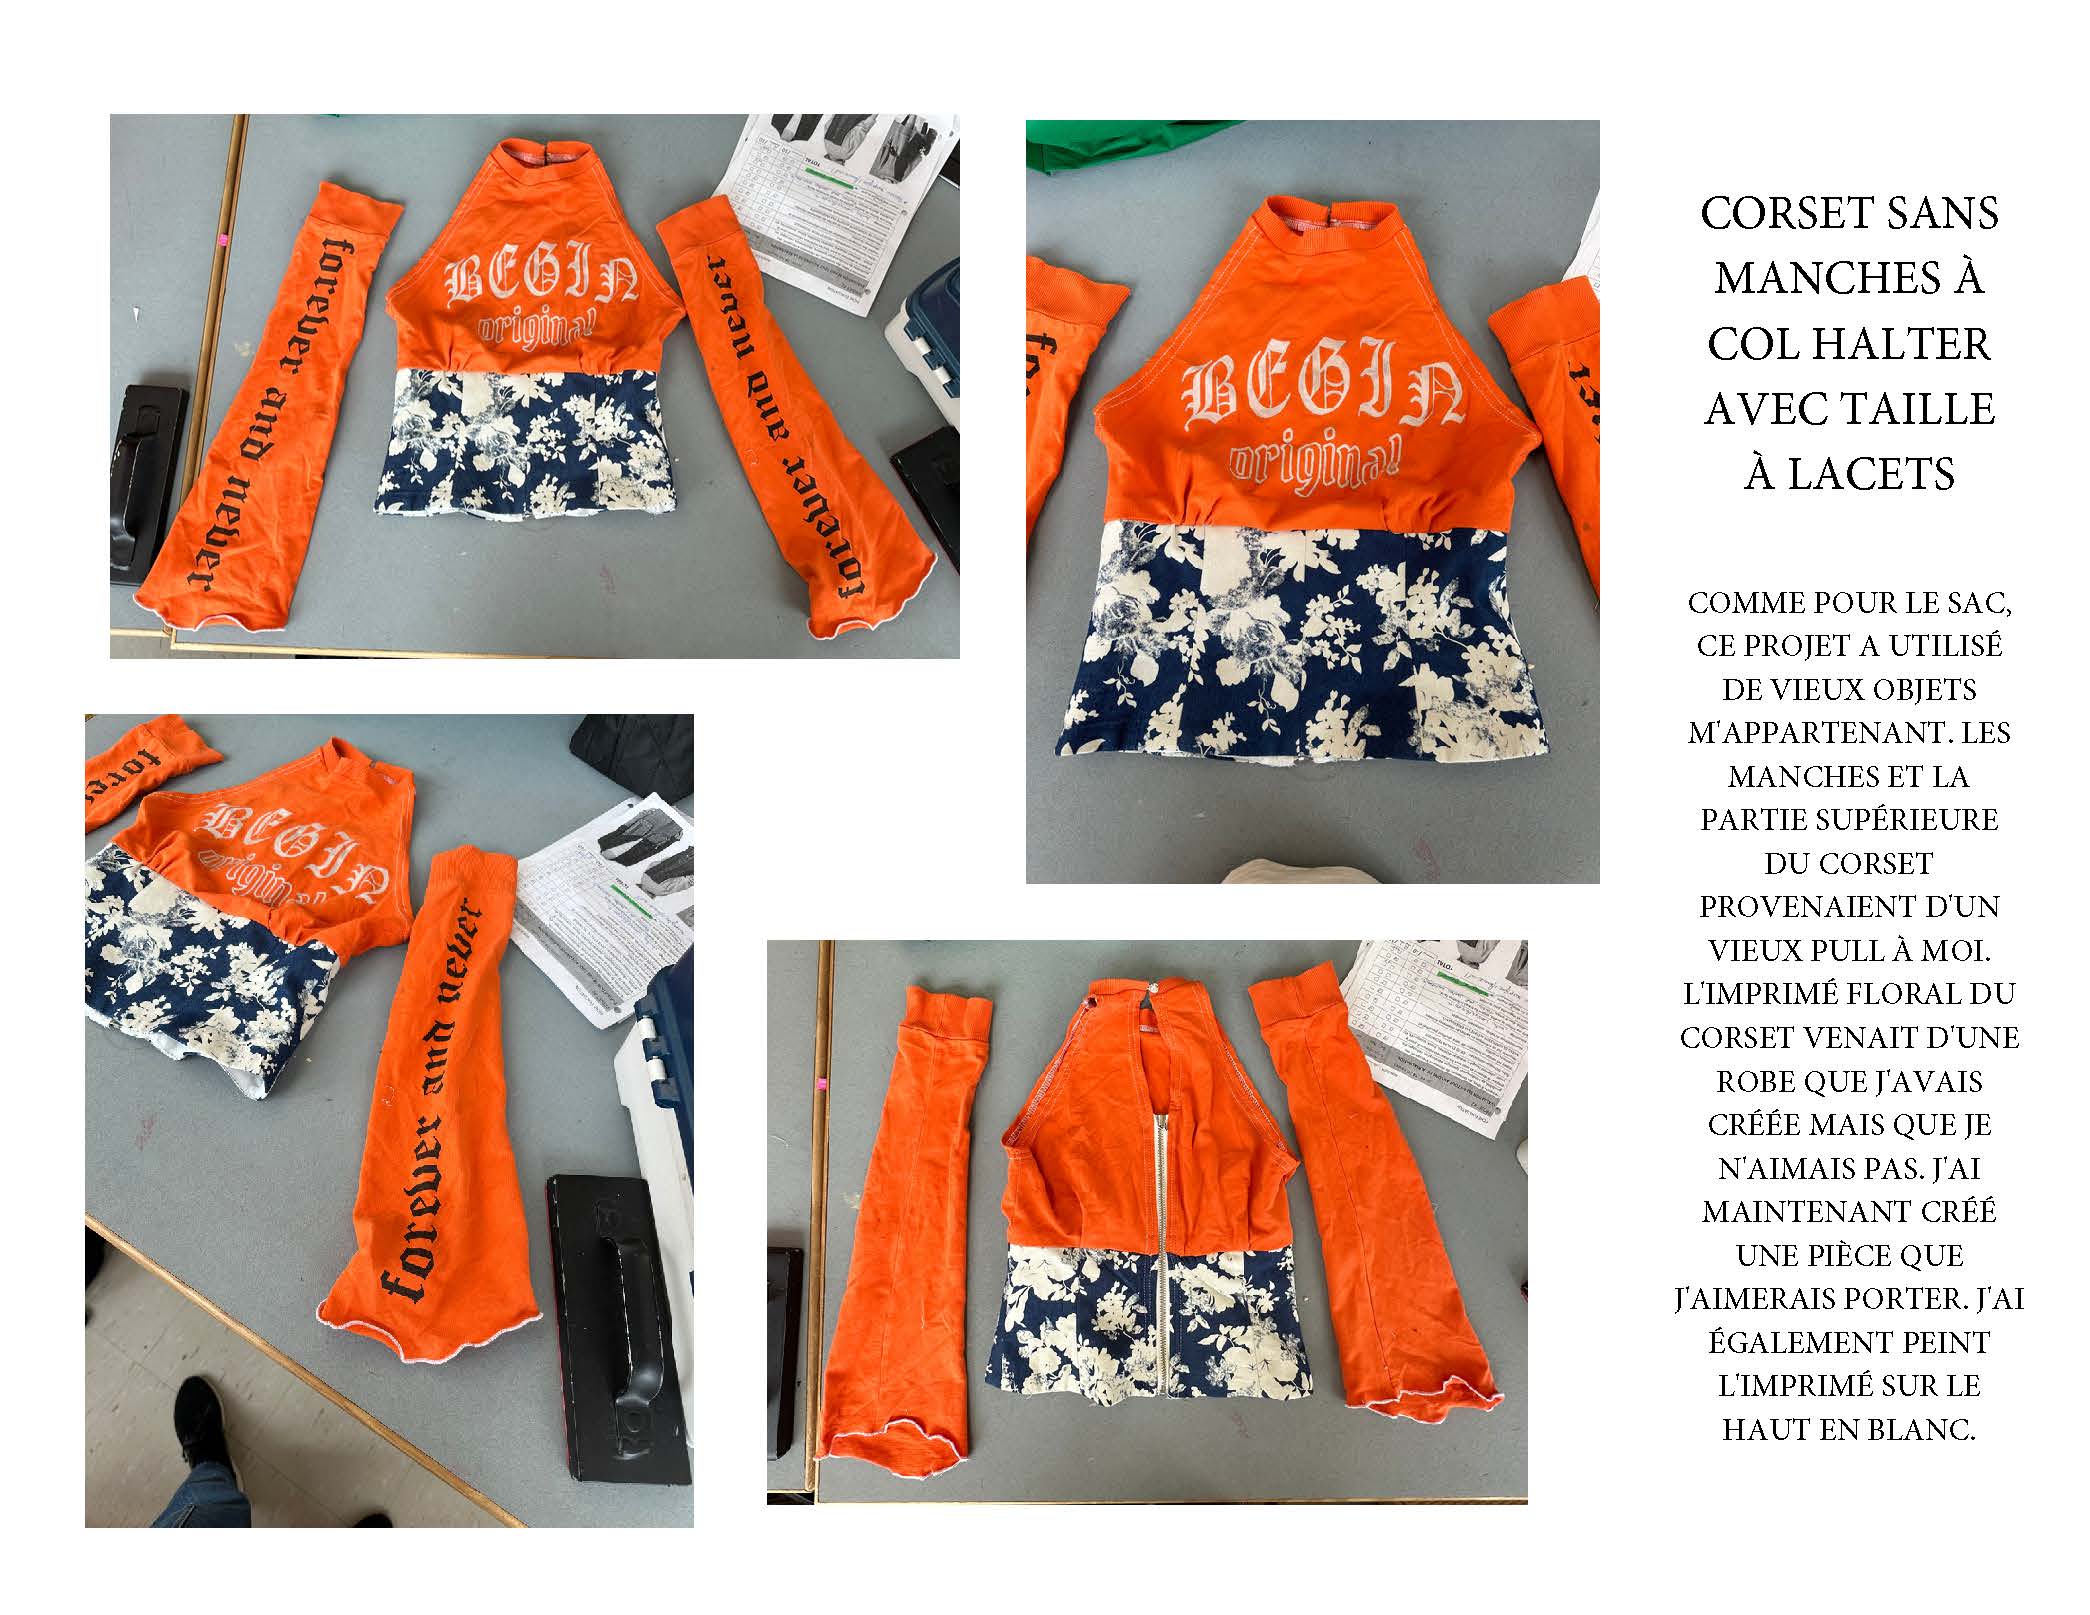 forever and never
BEGIN
original
forever and never
TOTAL
BEGIN
original
CORSET SANS
MANCHES À
COL HALTER
AVEC TAILLE
À LACETS
COMME POUR LE SAC,
CE PROJET A UTILISÉ
DE VIEUX OBJETS
M'APPARTENANT. LES
MANCHES ET LA
PARTIE SUPÉRIEURE
DU CORSET
PROVENAIENT D'UN
VIEUX PULL À MOI.
L'IMPRIMÉ FLORAL DU
CORSET VENAIT D'UNE
ROBE QUE J'AVAIS
CRÉÉE MAIS QUE JE
N'AIMAIS PAS. J'AI
MAINTENANT CRÉÉ
UNE PIÈCE QUE
J'AIMERAIS PORTER. J'AI
ÉGALEMENT PEINT
L'IMPRIMÉ SUR LE
HAUT EN BLANC.
BEGIN
forever and never
TOTAL